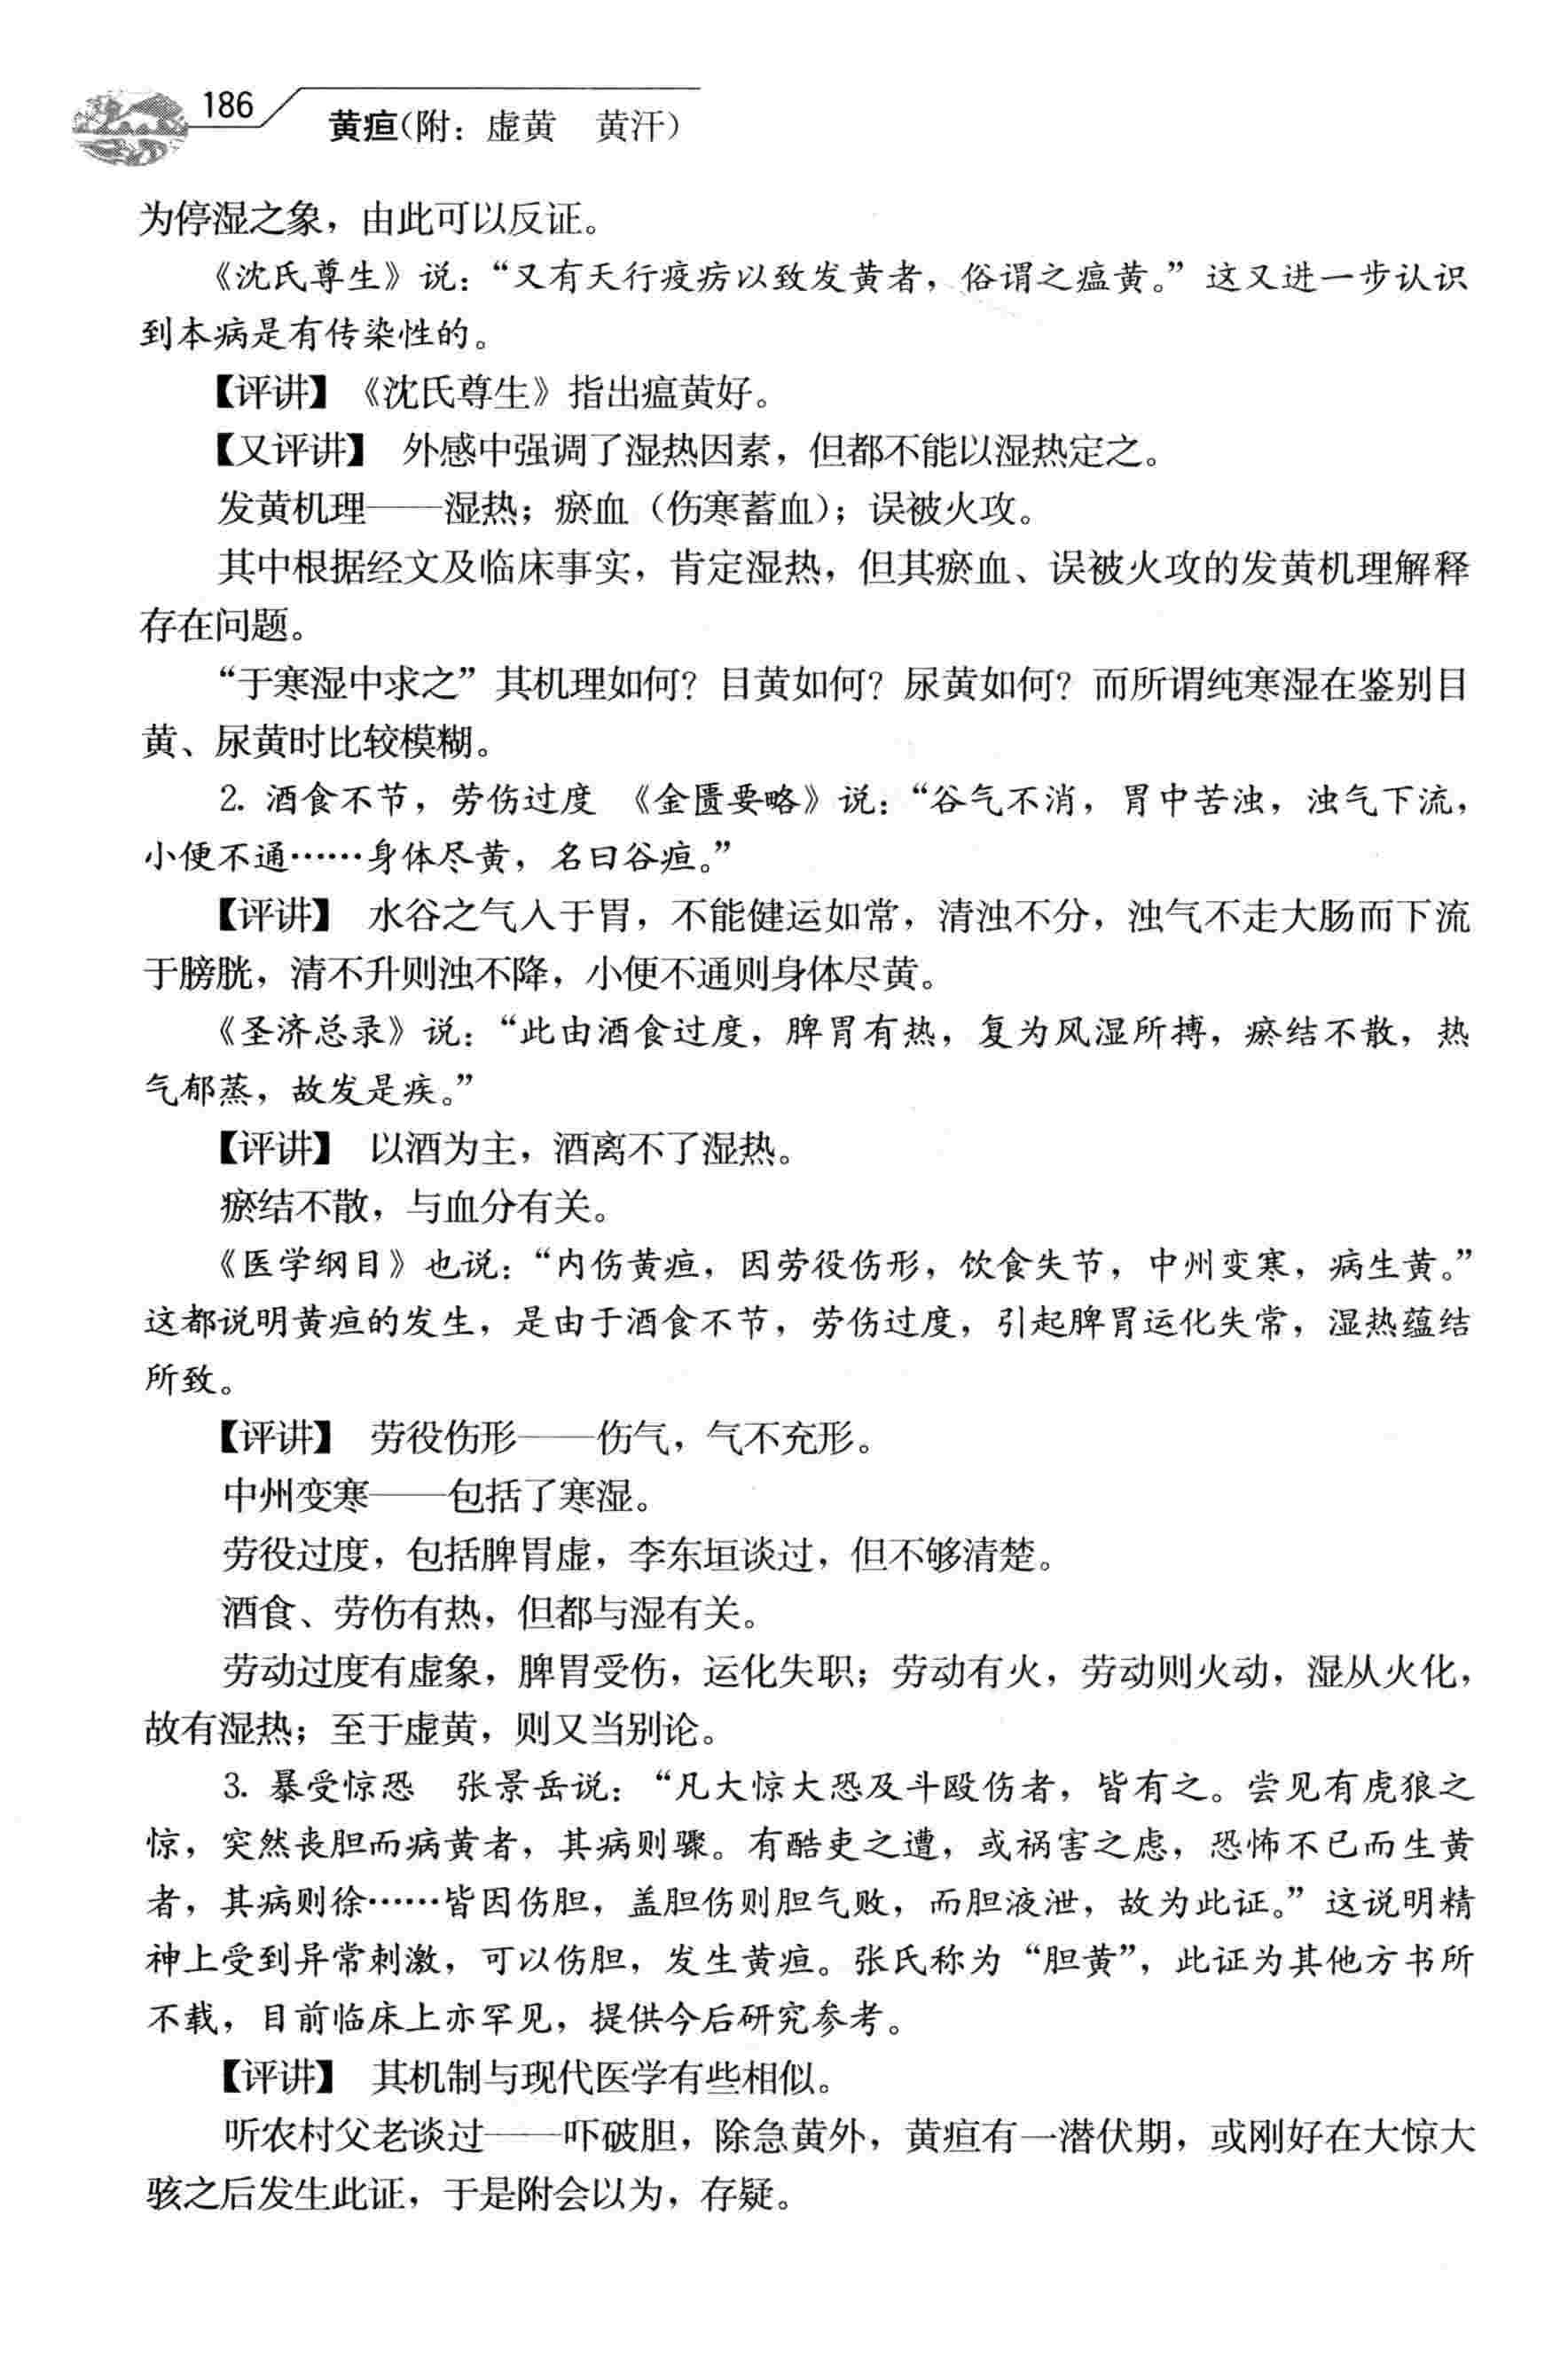 186
黄疸（附：虚黄　黄汗）
为停湿之象，由此可以反证。
《沈氏尊生》说：“又有天行疫疠以致发黄者，俗谓之瘟黄。”这又进一步认识
到本病是有传染性的。
【评讲】《沈氏尊生》指出瘟黄好。
【又评讲】　外感中强调了湿热因素，但都不能以湿热定之。
发黄机理——湿热；瘀血（伤寒蓄血）；误被火攻。
其中根据经文及临床事实，肯定湿热，但其瘀血、误被火攻的发黄机理解释
存在问题。
“于寒湿中求之”其机理如何？目黄如何？尿黄如何？而所谓纯寒湿在鉴别目
黄、尿黄时比较模糊。
2. 酒食不节，劳伤过度　《金匮要略》说：“谷气不消，胃中苦浊，浊气下流，
小便不通……身体尽黄，名曰谷疸。”
【评讲】　水谷之气入于胃，不能健运如常，清浊不分，浊气不走大肠而下流
于膀胱，清不升则浊不降，小便不通则身体尽黄。
《圣济总录》说：“此由酒食过度，脾胃有热，复为风湿所搏，瘀结不散，热
气郁蒸，故发是疾。”
【评讲】　以酒为主，酒离不了湿热。
瘀结不散，与血分有关。
《医学纲目》也说：“内伤黄疸，因劳役伤形，饮食失节，中州变寒，病生黄。”
这都说明黄疸的发生，是由于酒食不节，劳伤过度，引起脾胃运化失常，湿热蕴结
所致。
【评讲】　劳役伤形——伤气，气不充形。
中州变寒——包括了寒湿。
劳役过度，包括脾胃虚，李东垣谈过，但不够清楚。
酒食、劳伤有热，但都与湿有关。
劳动过度有虚象，脾胃受伤，运化失职；劳动有火，劳动则火动，湿从火化，
故有湿热；至于虚黄，则又当别论。
3. 暴受惊恐　张景岳说：“凡大惊大恐及斗殴伤者，皆有之。尝见有虎狼之
惊，突然丧胆而病黄者，其病则骤。有酷吏之遭，或祸害之虑，恐怖不已而生黄
者，其病则徐……皆因伤胆，盖胆伤则胆气败，而胆液泄，故为此证。”这说明精
神上受到异常刺激，可以伤胆，发生黄疸。张氏称为“胆黄”，此证为其他方书所
不载，目前临床上亦罕见，提供今后研究参考。
【评讲】　其机制与现代医学有些相似。
听农村父老谈过——吓破胆，除急黄外，黄疸有一潜伏期，或刚好在大惊大
骇之后发生此证，于是附会以为，存疑。